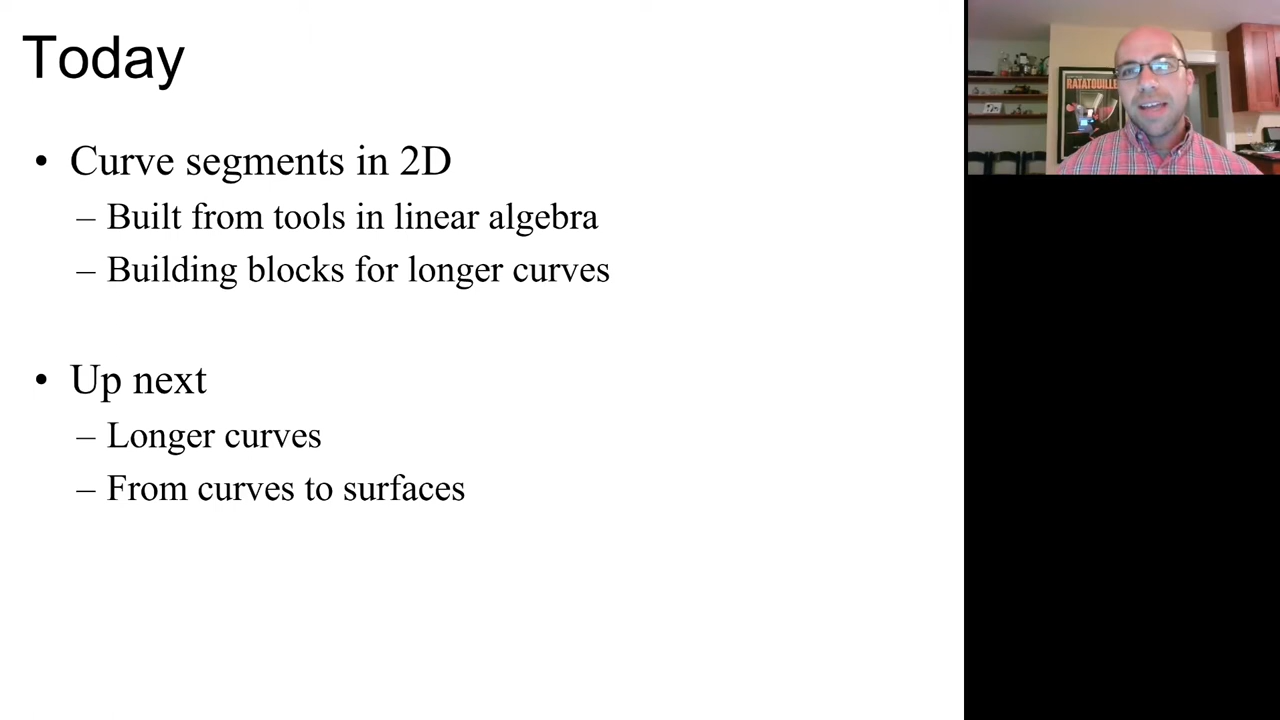 Today
• Curve segments in 2D
– Built from tools in linear algebra
– Building blocks for longer curves
• Up next
– Longer curves
– From curves to surfaces
RATATOUILLE